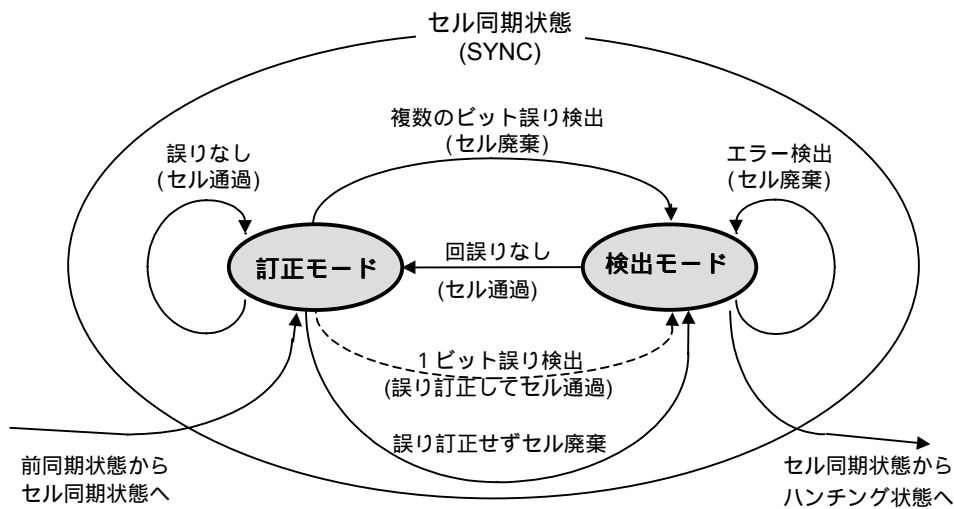 セル同期状態
(SYNC)
複数のビット誤り検出
(セル廃棄)
誤りなし
(セル通過)
エラー検出
(セル廃棄)
訂正モード
回誤りなし
(セル通過)
検出モード
1ビット誤り検出
(誤り訂正してセル通過)
誤り訂正せずセル廃棄
前同期状態から
セル同期状態へ
セル同期状態から
ハンチング状態へ